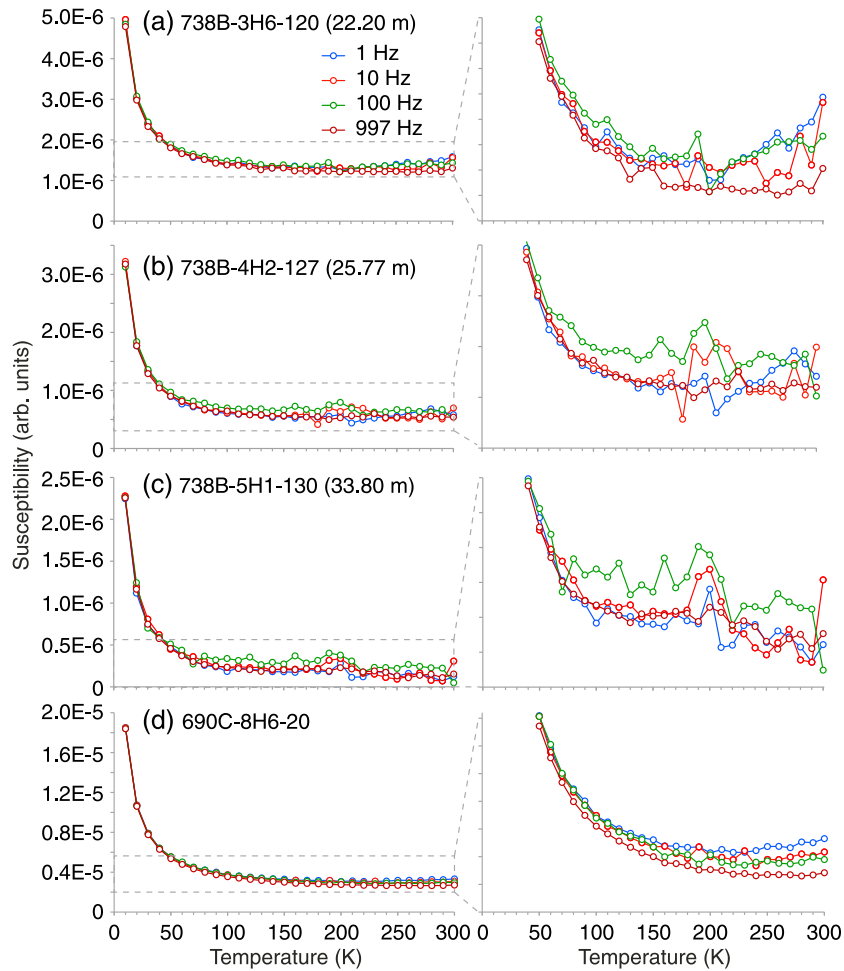 (a) 738B-3H6-120 (22.20 m)
1 Hz
10 Hz
100 Hz
997 Hz
5.0E-6
4.0E-6
3.0E-6
2.0E-6
1.0E-6
0
(b) 738B-4H2-127 (25.77 m)
3.0E-6
2.0E-6
1.0E-6
0
Susceptibility (arb. units)
(c) 738B-5H1-130 (33.80 m)
2.5E-6
2.0E-6
1.5E-6
1.0E-6
0.5E-6
0
(d) 690C-8H6-20
2.0E-5
1.6E-5
1.2E-5
0.8E-5
0.4E-5
0
0 50 100 150 200 250 300
50 100 150 200 250 300
Temperature (K)
Temperature (K)